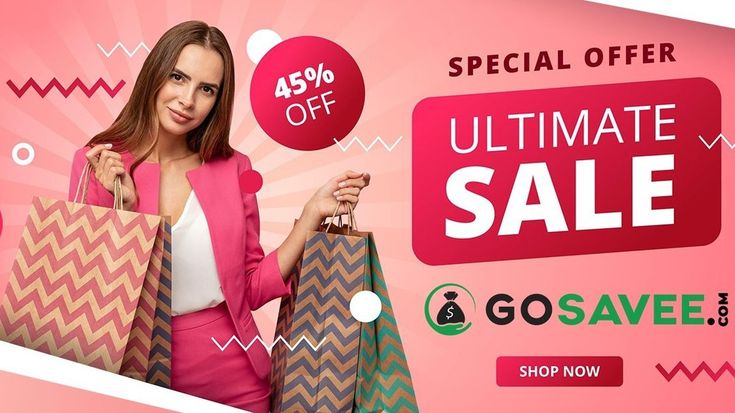 45%
OFF
SPECIAL OFFER
ULTIMATE
SALE
$
GOSAVEE.COM
SHOP NOW